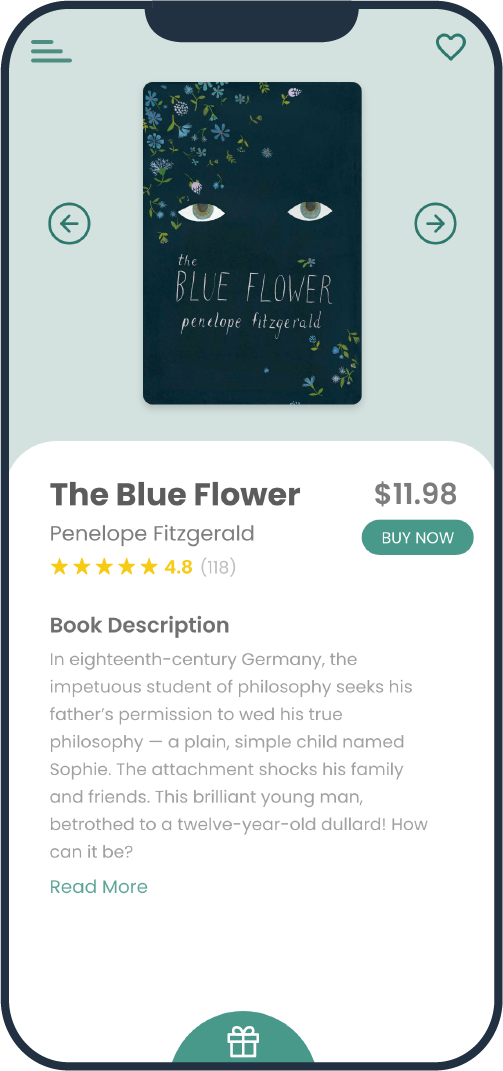 the
BLUE FLOWER
penelope fitzgerald
The Blue Flower
$11.98
Penelope Fitzgerald
BUY NOW
4.8 (118)
Book Description
In eighteenth-century Germany, the
impetuous student of philosophy seeks his
father’s permission to wed his true
philosophy — a plain, simple child named
Sophie. The attachment shocks his family
and friends. This brilliant young man,
betrothed to a twelve-year-old dullard! How
can it be?
Read More